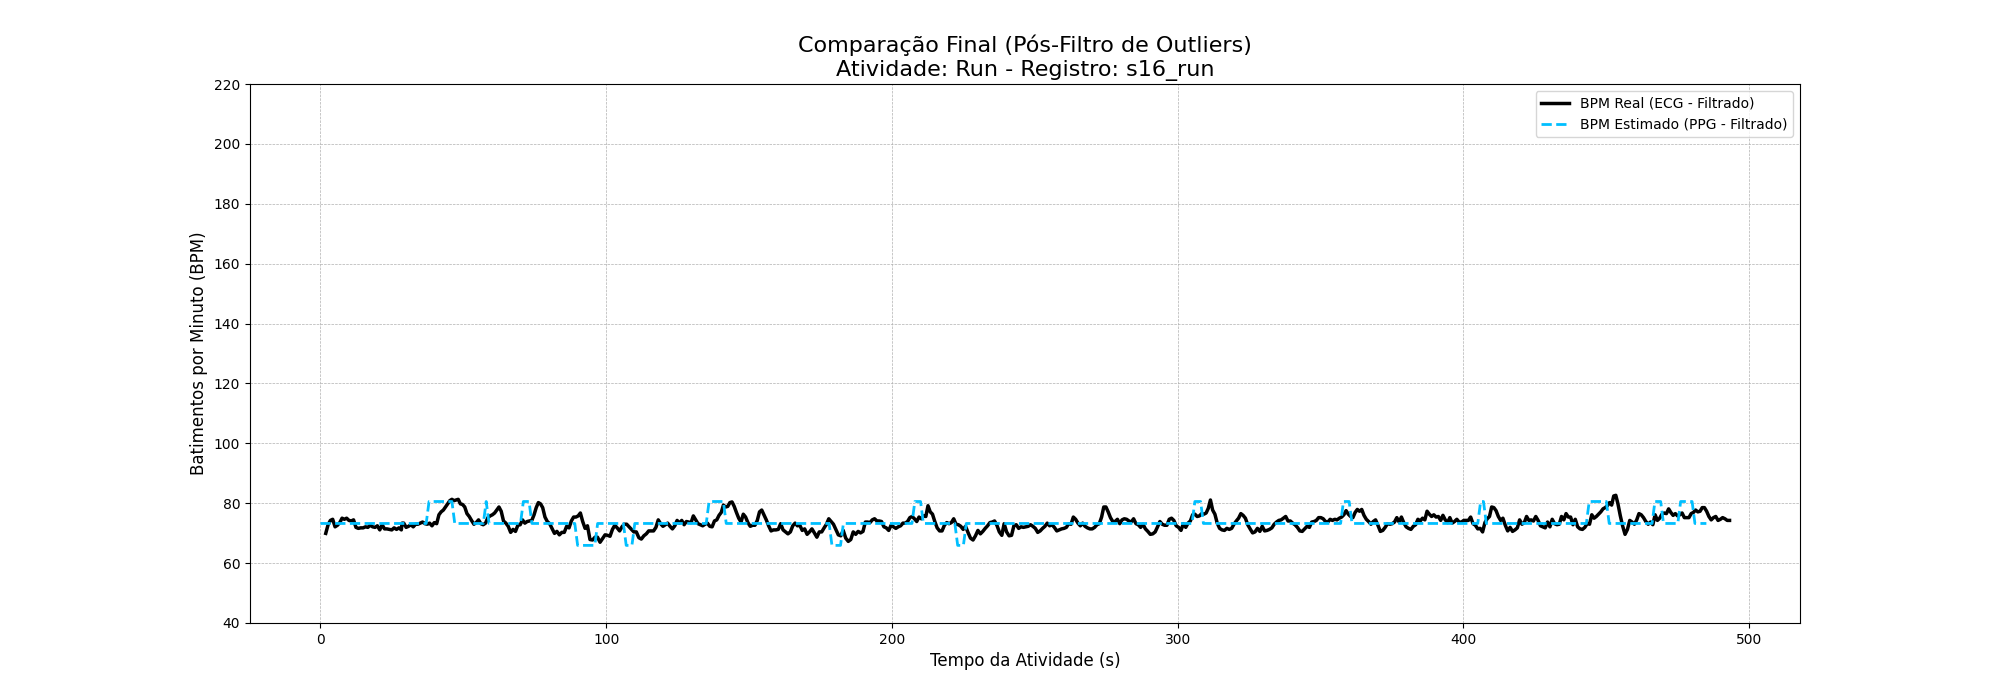 Comparação Final (Pós-Filtro de Outliers)
Atividade: Run - Registro: s16_run
BPM Real (ECG - Filtrado)
BPM Estimado (PPG - Filtrado)
Batimentos por Minuto (BPM)
220
200
180
160
140
120
100
80
60
40
0 100 200 300 400 500
Tempo da Atividade (s)